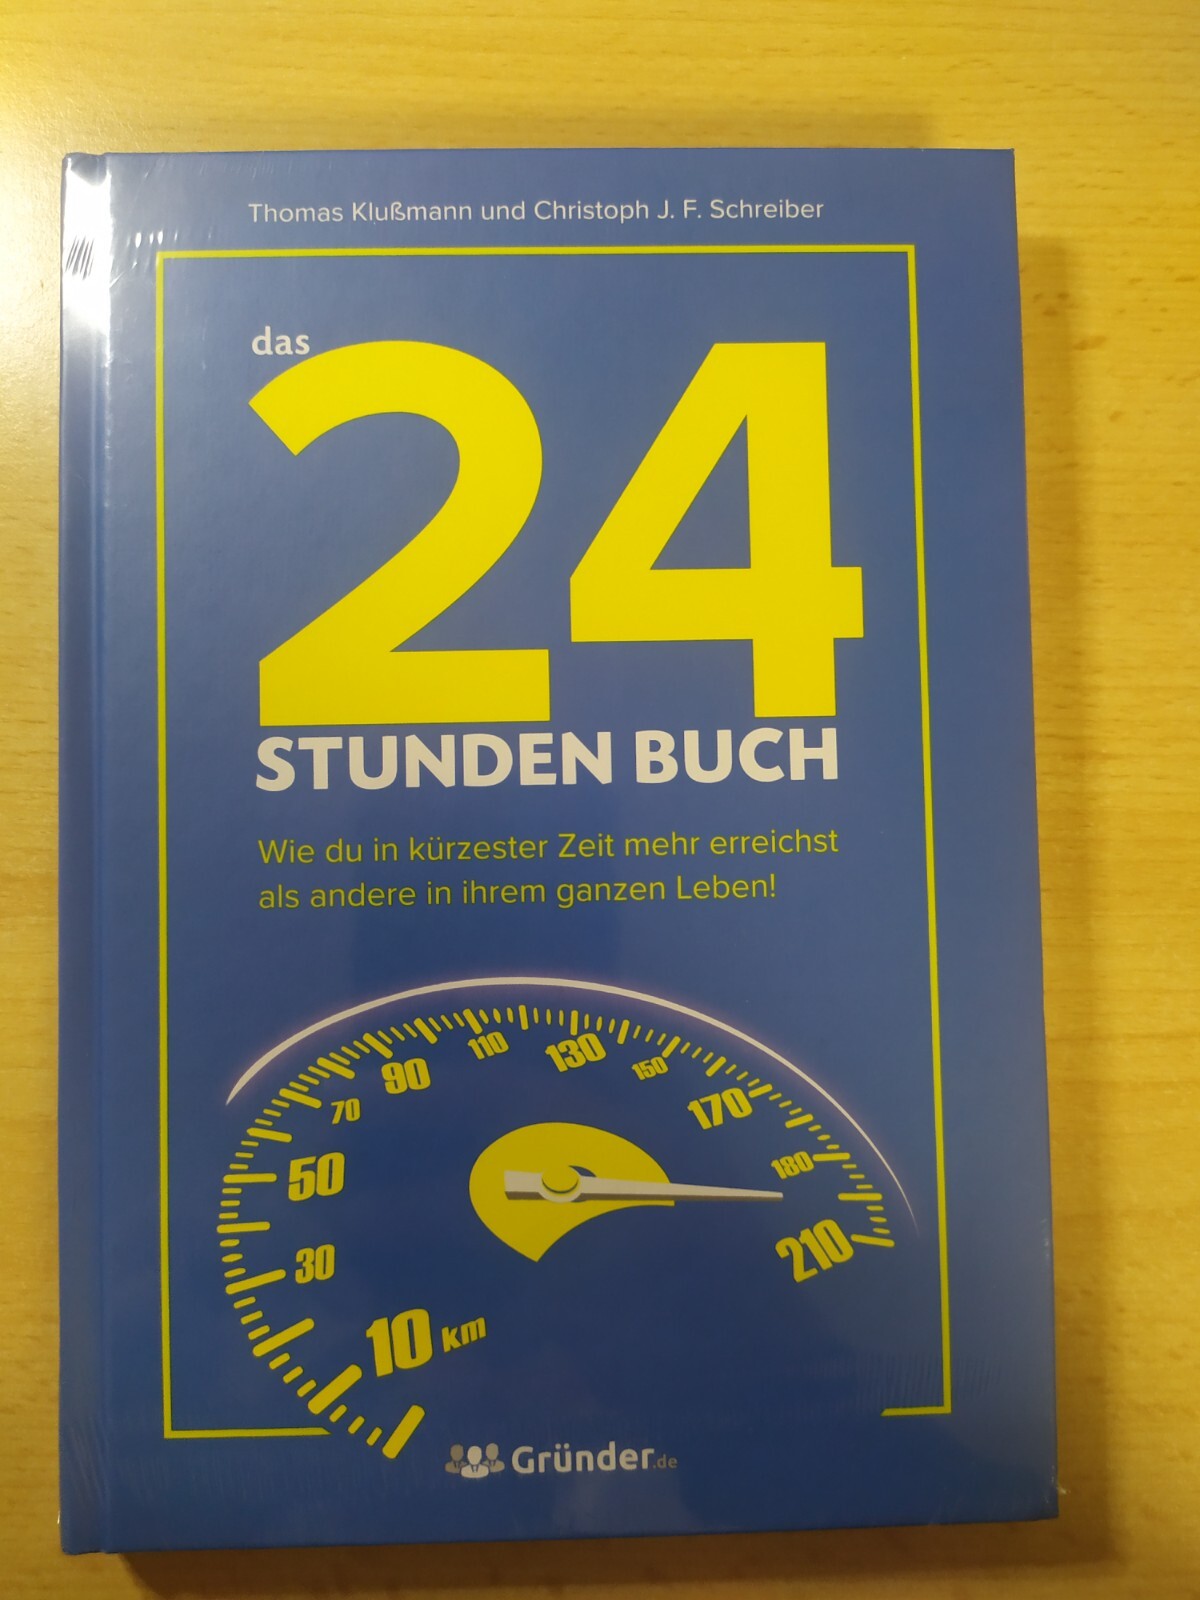 Thomas Klußmann und Christoph J. F. Schreiber
das
24
STUNDEN BUCH
Wie du in kürzester Zeit mehr erreichst
als andere in ihrem ganzen Leben!
10 km
30
50
70
90
110
130
150
170
180
210
Gründer.de